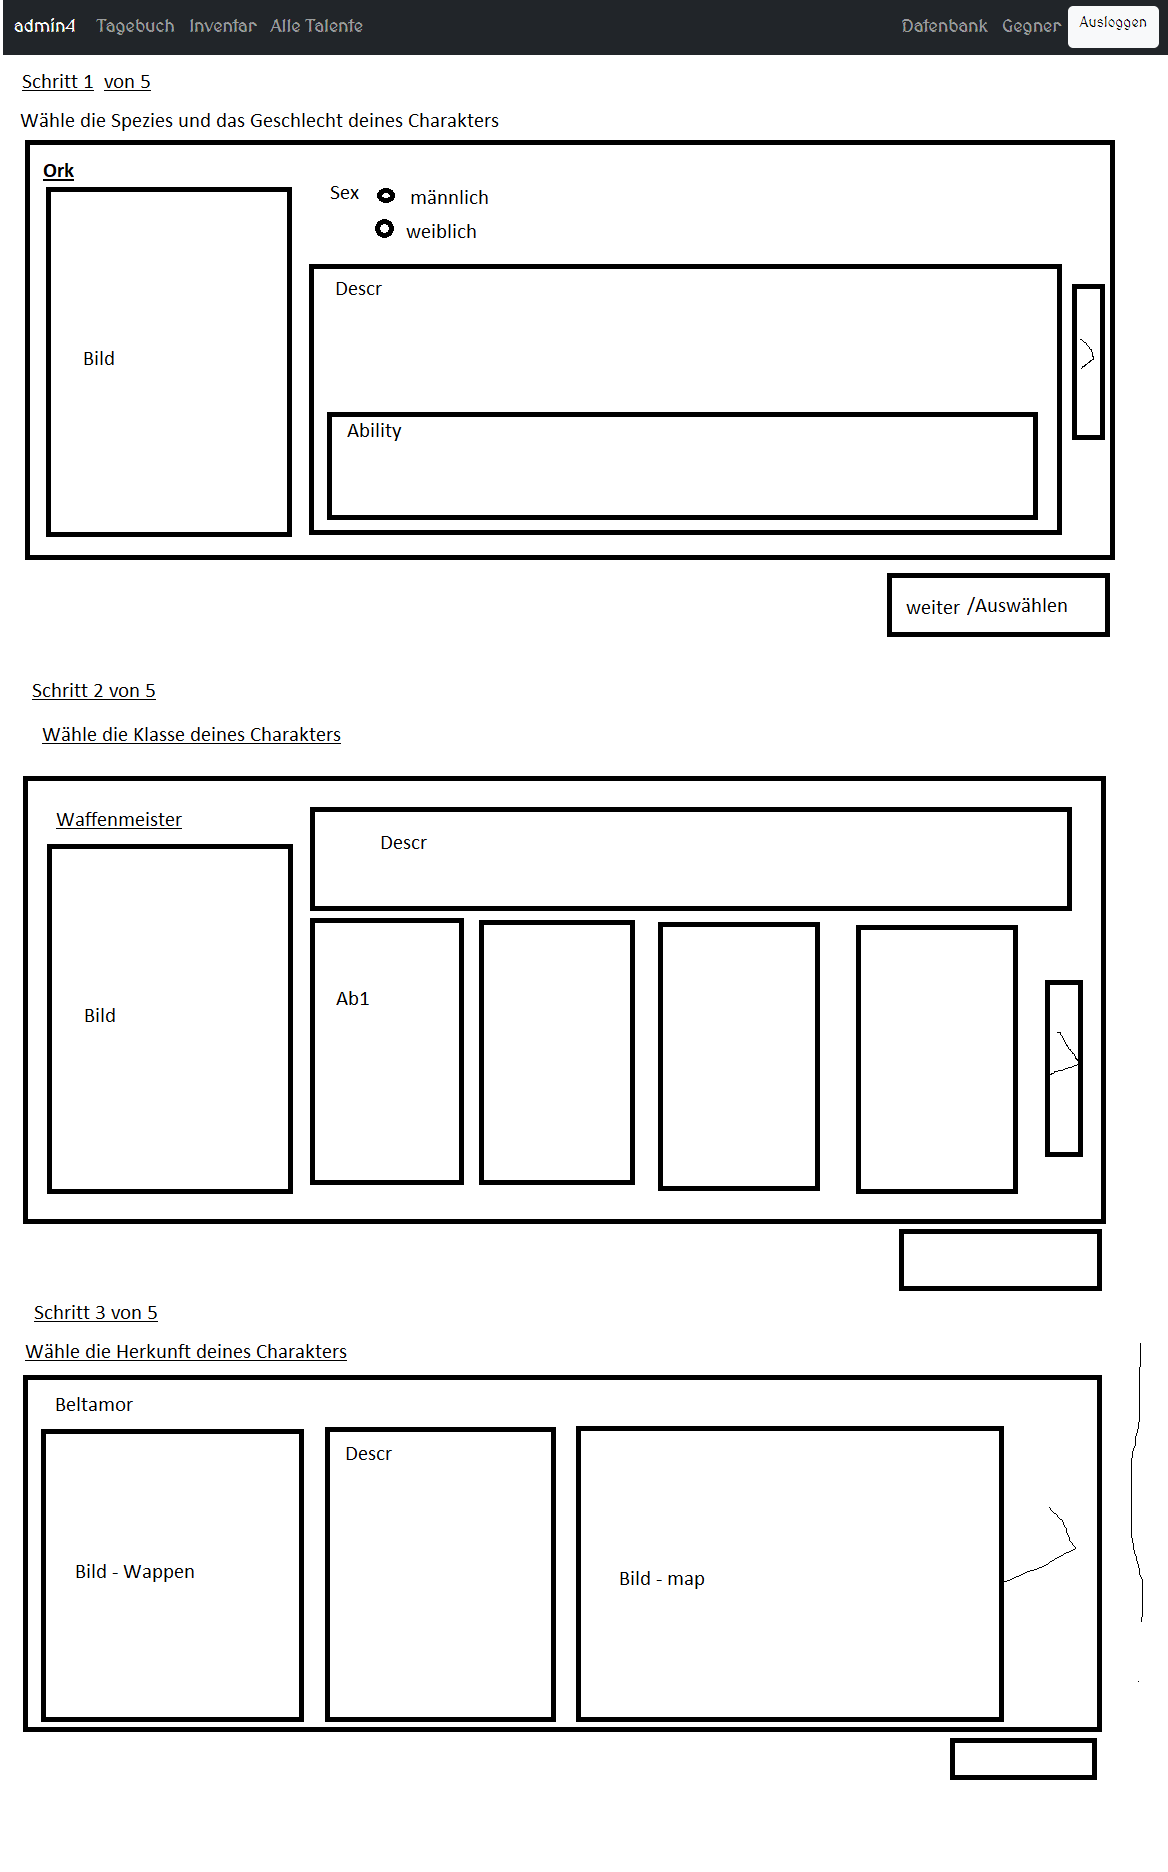 admin4 Tagebuch Inventar Alle Talente Datenbank Gegner Ausloggen
Schritt 1 von 5
Wähle die Spezies und das Geschlecht deines Charakters
Ork
Sex männlich
weiblich
Descr
Bild
Ability
weiter /Auswählen
Schritt 2 von 5
Wähle die Klasse deines Charakters
Waffenmeister
Descr
Ab1
Bild
Schritt 3 von 5
Wähle die Herkunft deines Charakters
Beltamor
Descr
Bild - Wappen
Bild - map